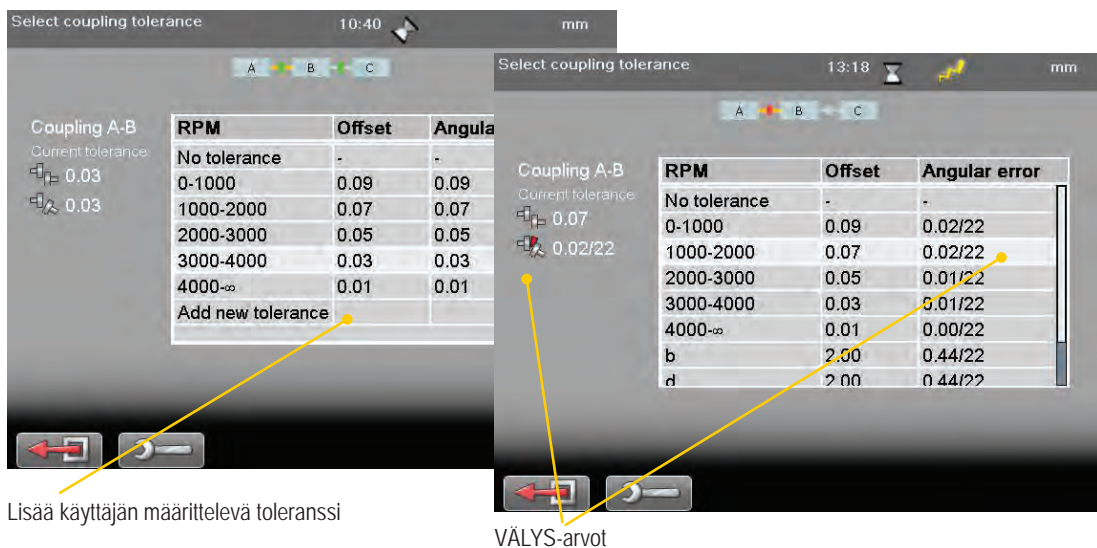 Select coupling tolerance 10:40 mm
A B C
Coupling A-B
Current tolerance
0.03
0.03
RPM Offset Angula
No tolerance - -
0-1000 0.09 0.09
1000-2000 0.07 0.07
2000-3000 0.05 0.05
3000-4000 0.03 0.03
4000-∞ 0.01 0.01
Add new tolerance
Lisää käyttäjän määrittelevä toleranssi
Select coupling tolerance 13:18 mm
A B C
Coupling A-B
Current tolerance
0.07
0.02/22
RPM Offset Angular error
No tolerance - -
0-1000 0.09 0.02/22
1000-2000 0.07 0.02/22
2000-3000 0.05 0.01/22
3000-4000 0.03 0.01/22
4000-∞ 0.01 0.00/22
b 2.00 0.44/22
d 2.00 0.44/22
VÄLYS-arvot